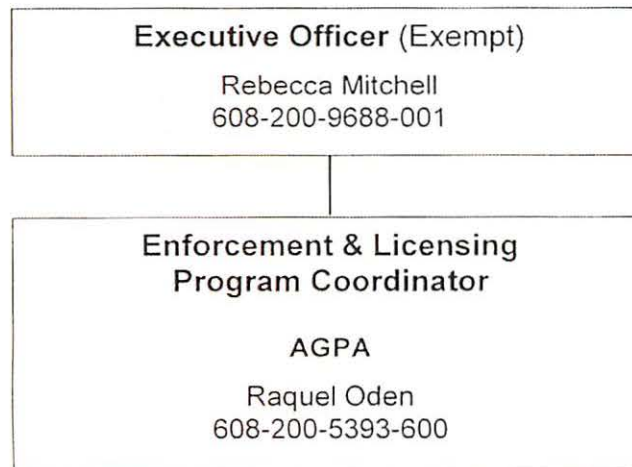 Executive Officer (Exempt)
Rebecca Mitchell
608-200-9688-001
Enforcement & Licensing
Program Coordinator
AGPA
Raquel Oden
608-200-5393-600